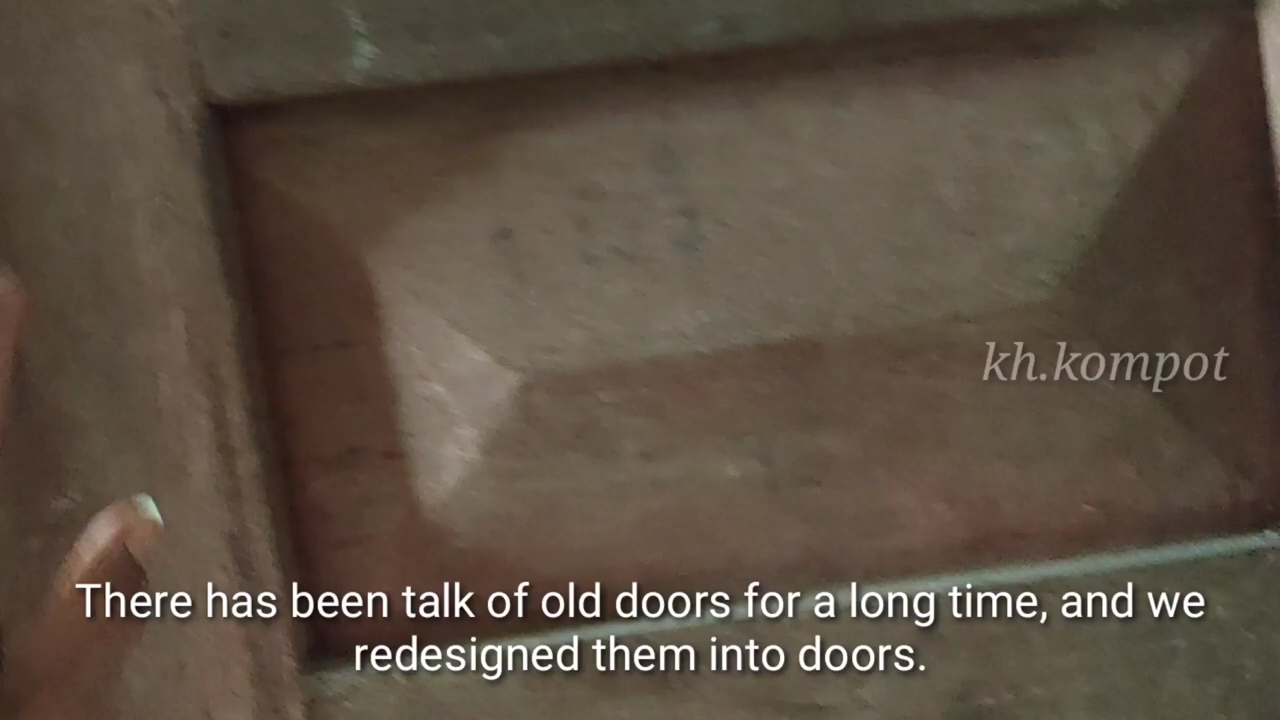 kh.kompot
There has been talk of old doors for a long time, and we
redesigned them into doors.